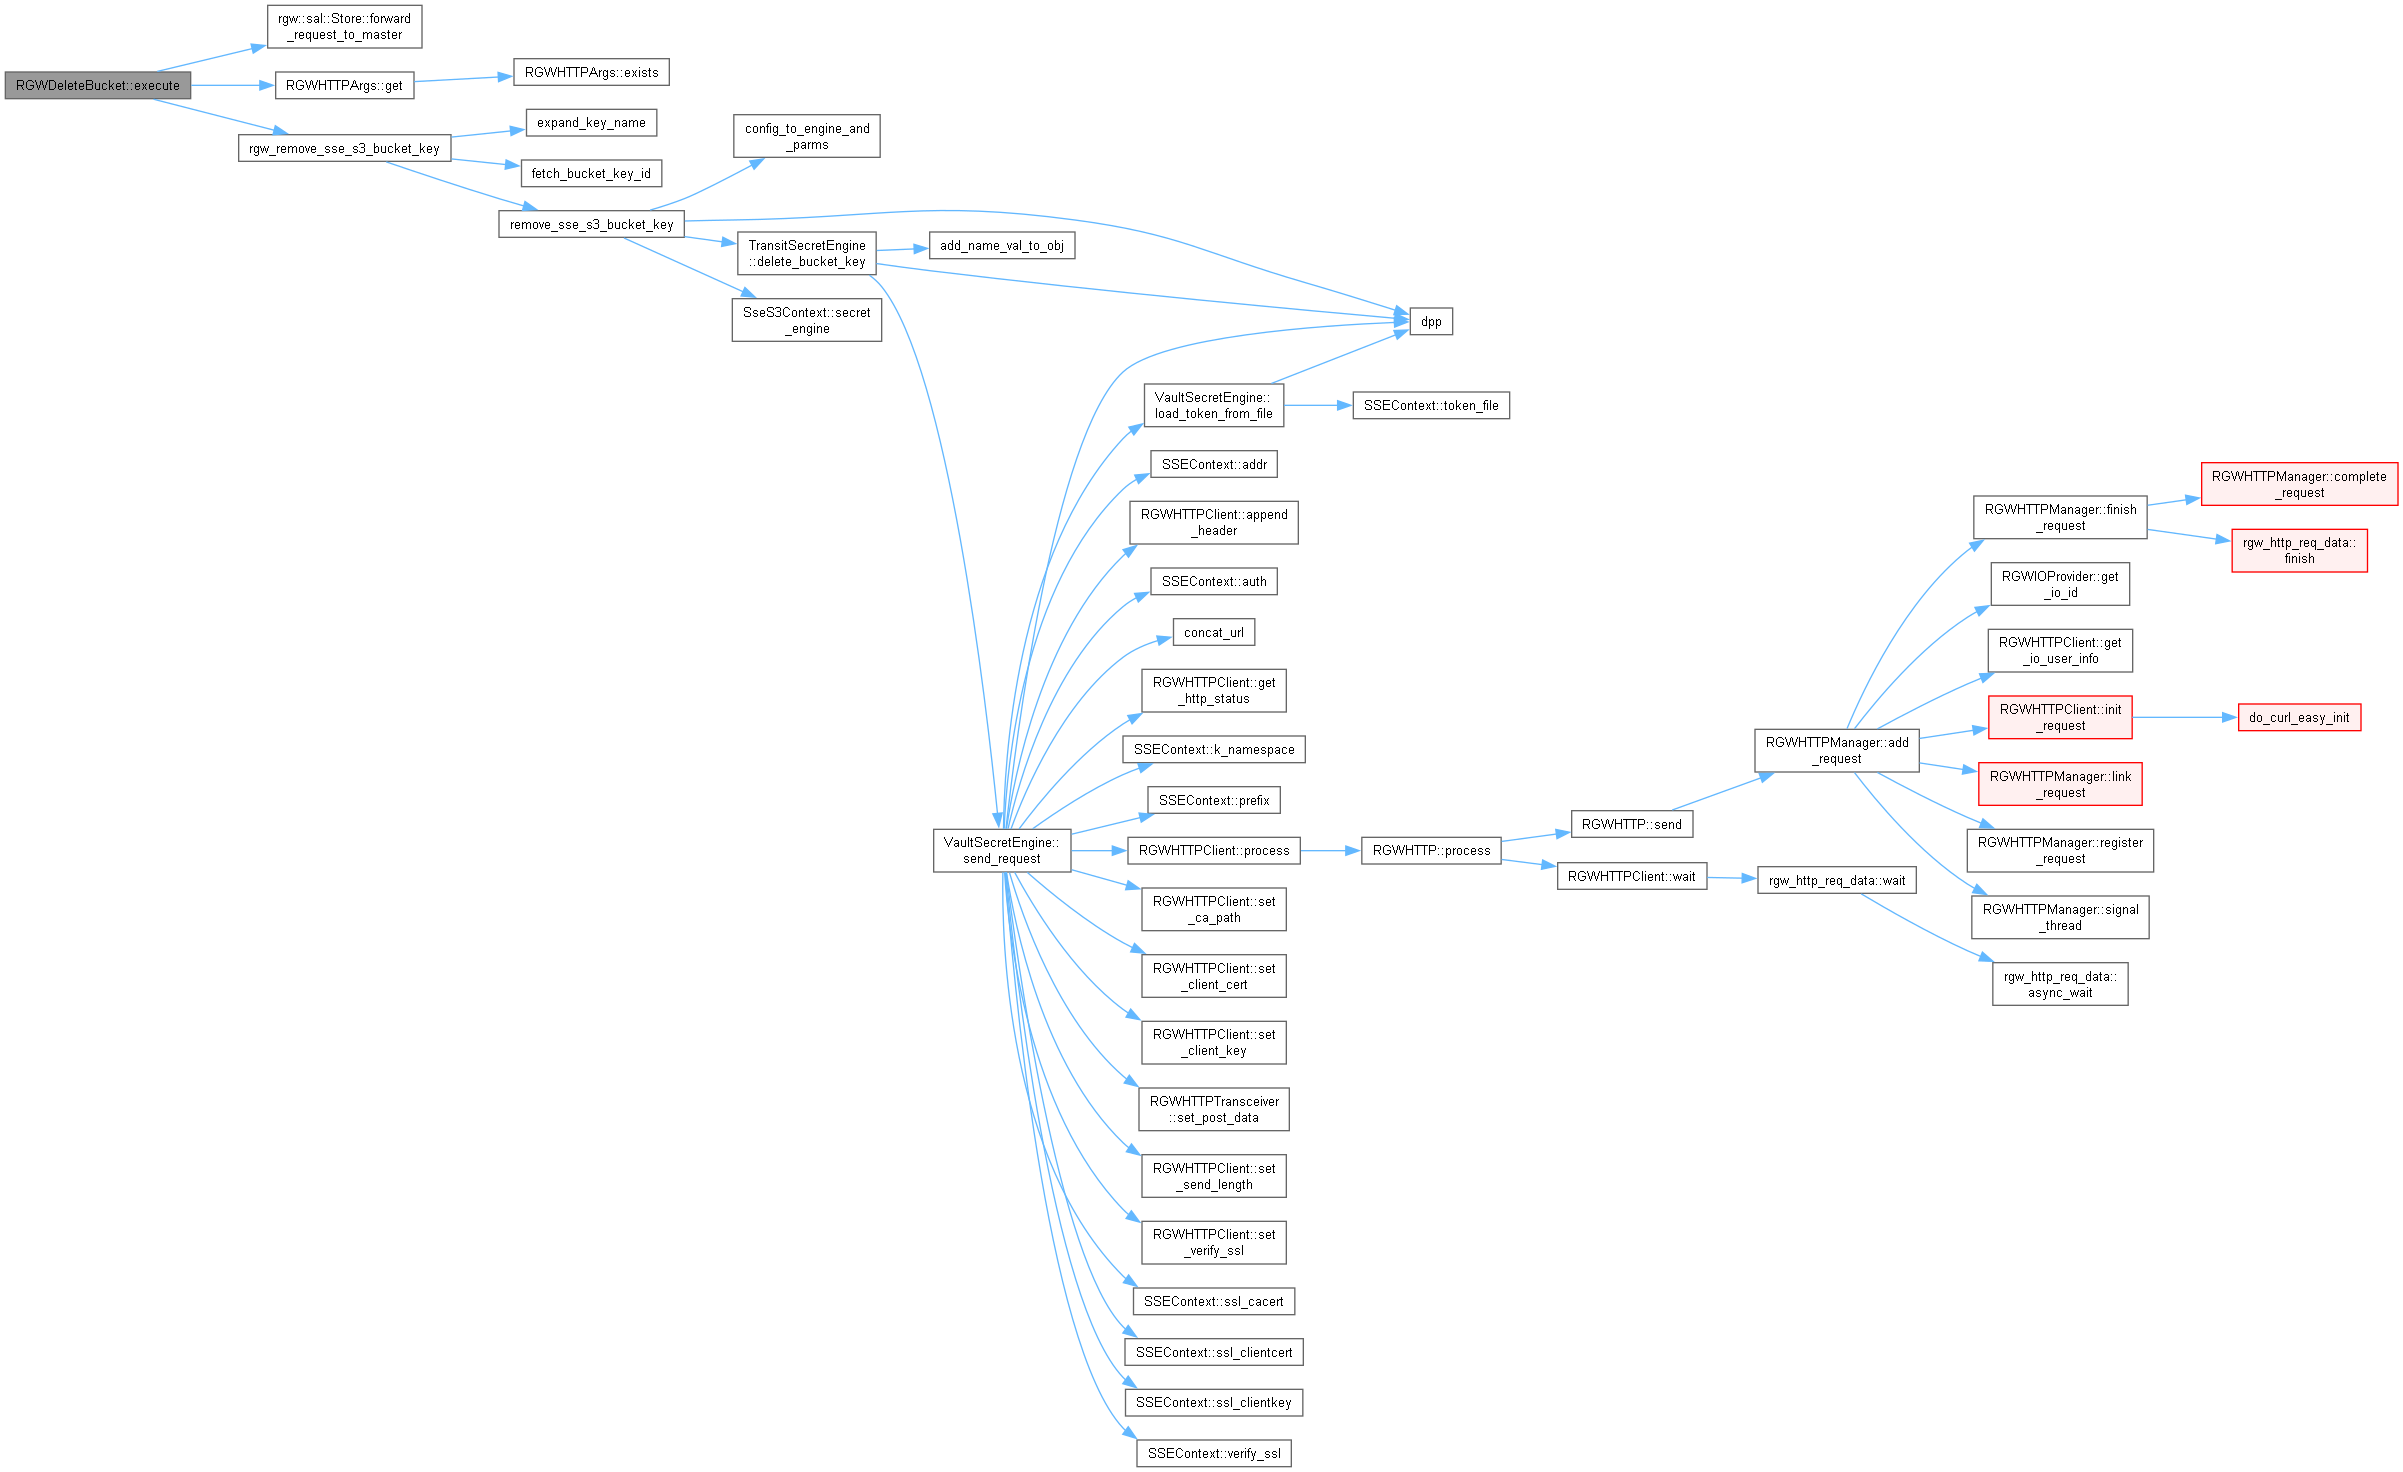 rgw::sal::Store::forward
_request_to_master
RGWDeleteBucket::execute
RGWHTTPArgs::get
RGWHTTPArgs::exists
rgw_remove_sse_s3_bucket_key
expand_key_name
fetch_bucket_key_id
remove_sse_s3_bucket_key
config_to_engine_and
_parms
TransitSecretEngine
::delete_bucket_key
SseS3Context::secret
_engine
add_name_val_to_obj
dpp
VaultSecretEngine::
load_token_from_file
SSEContext::token_file
SSEContext::addr
RGWHTTPClient::append
_header
SSEContext::auth
concat_url
RGWHTTPClient::get
_http_status
SSEContext::k_namespace
SSEContext::prefix
VaultSecretEngine::
send_request
RGWHTTPClient::process
RGWHTTPClient::set
_ca_path
RGWHTTPClient::set
_client_cert
RGWHTTPClient::set
_client_key
RGWHTTPTransceiver
::set_post_data
RGWHTTPClient::set
_send_length
RGWHTTPClient::set
_verify_ssl
SSEContext::ssl_cacert
SSEContext::ssl_clientcert
SSEContext::ssl_clientkey
SSEContext::verify_ssl
RGWHTTP::process
RGWHTTP::send
RGWHTTPClient::wait
RGWHTTPManager::add
_request
rgw_http_req_data::wait
RGWHTTPManager::finish
_request
RGWIOProvider::get
_io_id
RGWHTTPClient::get
_io_user_info
RGWHTTPClient::init
_request
RGWHTTPManager::link
_request
RGWHTTPManager::register
_request
RGWHTTPManager::signal
_thread
rgw_http_req_data::
async_wait
RGWHTTPManager::complete
_request
rgw_http_req_data::
finish
do_curl_easy_init